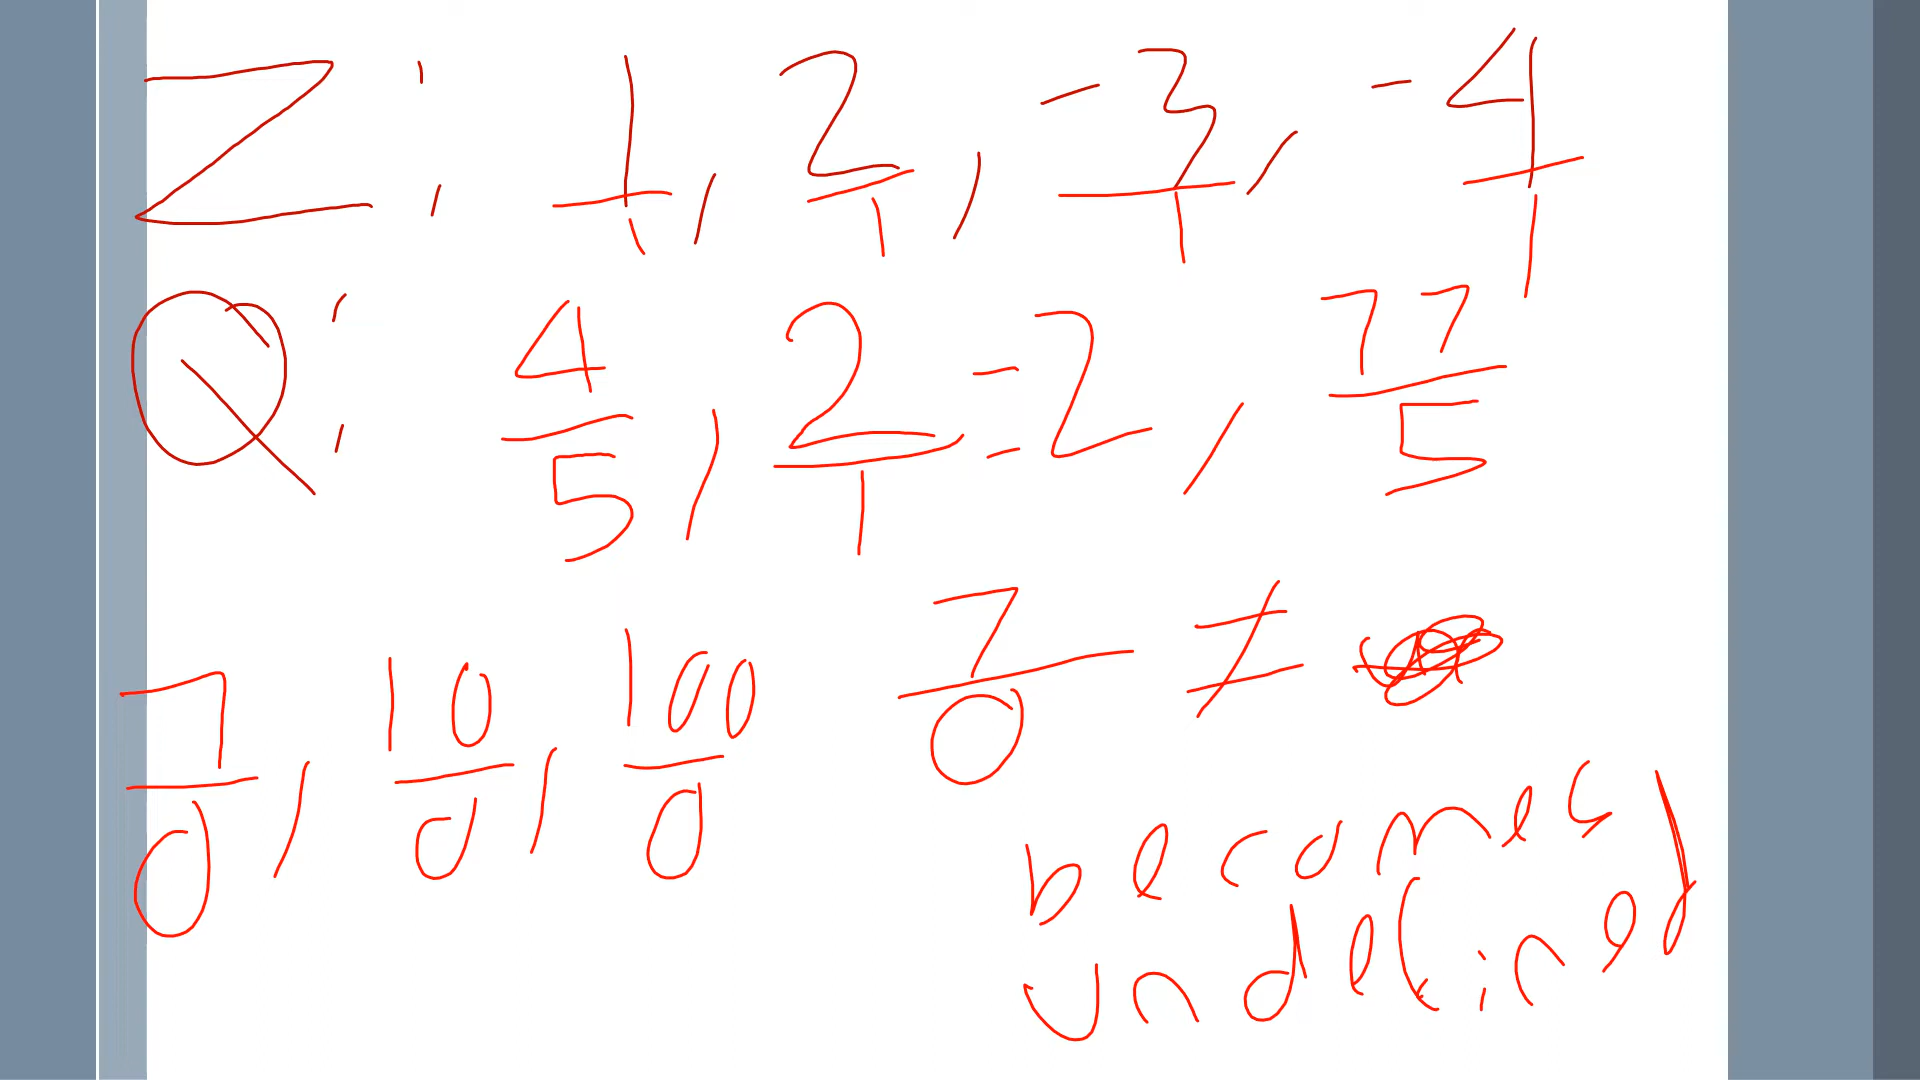 Z: 1/1, 2/1, -3/1, -4/1
Q: 4/5, 2/1 = 2, 77/5
7/0, 10/0, 100/0 7/0 ≠
becomes
undefined